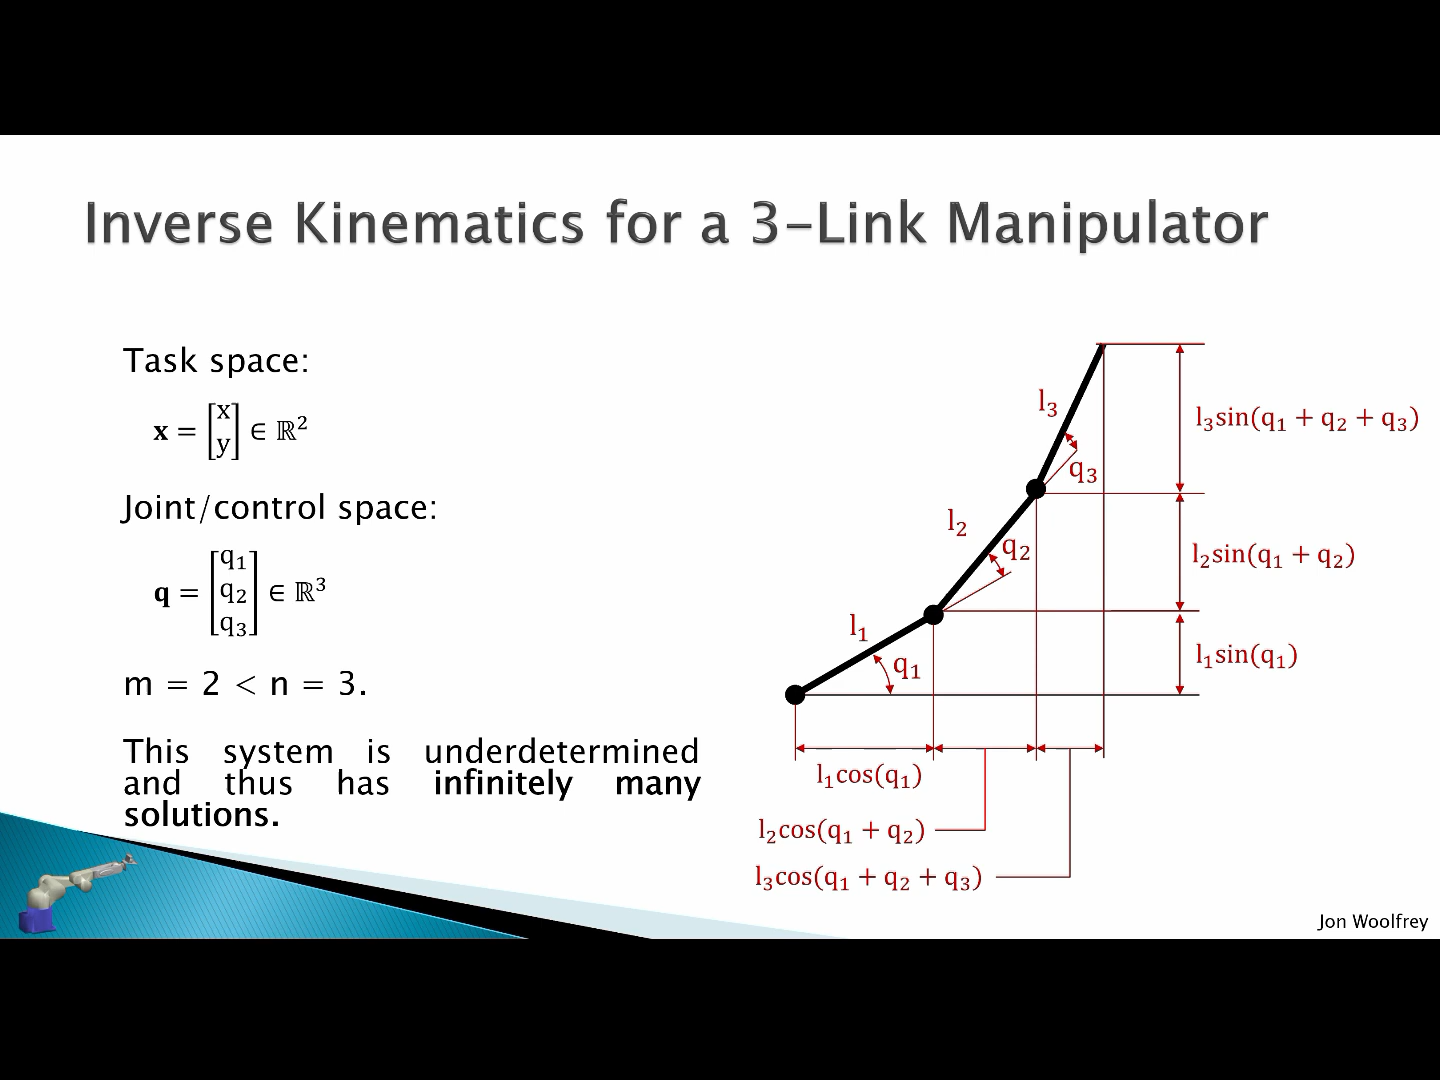 Inverse Kinematics for a 3-Link Manipulator
Task space:
x = [x y] ∈ ℝ²
Joint/control space:
q = [q₁ q₂ q₃] ∈ ℝ³
m = 2 < n = 3.
This system is underdetermined
and thus has infinitely many
solutions.
l₃
q₃
l₂
q₂
l₁
q₁
l₃sin(q₁ + q₂ + q₃)
l₂sin(q₁ + q₂)
l₁sin(q₁)
l₁cos(q₁)
l₂cos(q₁ + q₂)
l₃cos(q₁ + q₂ + q₃)
Jon Woolfrey